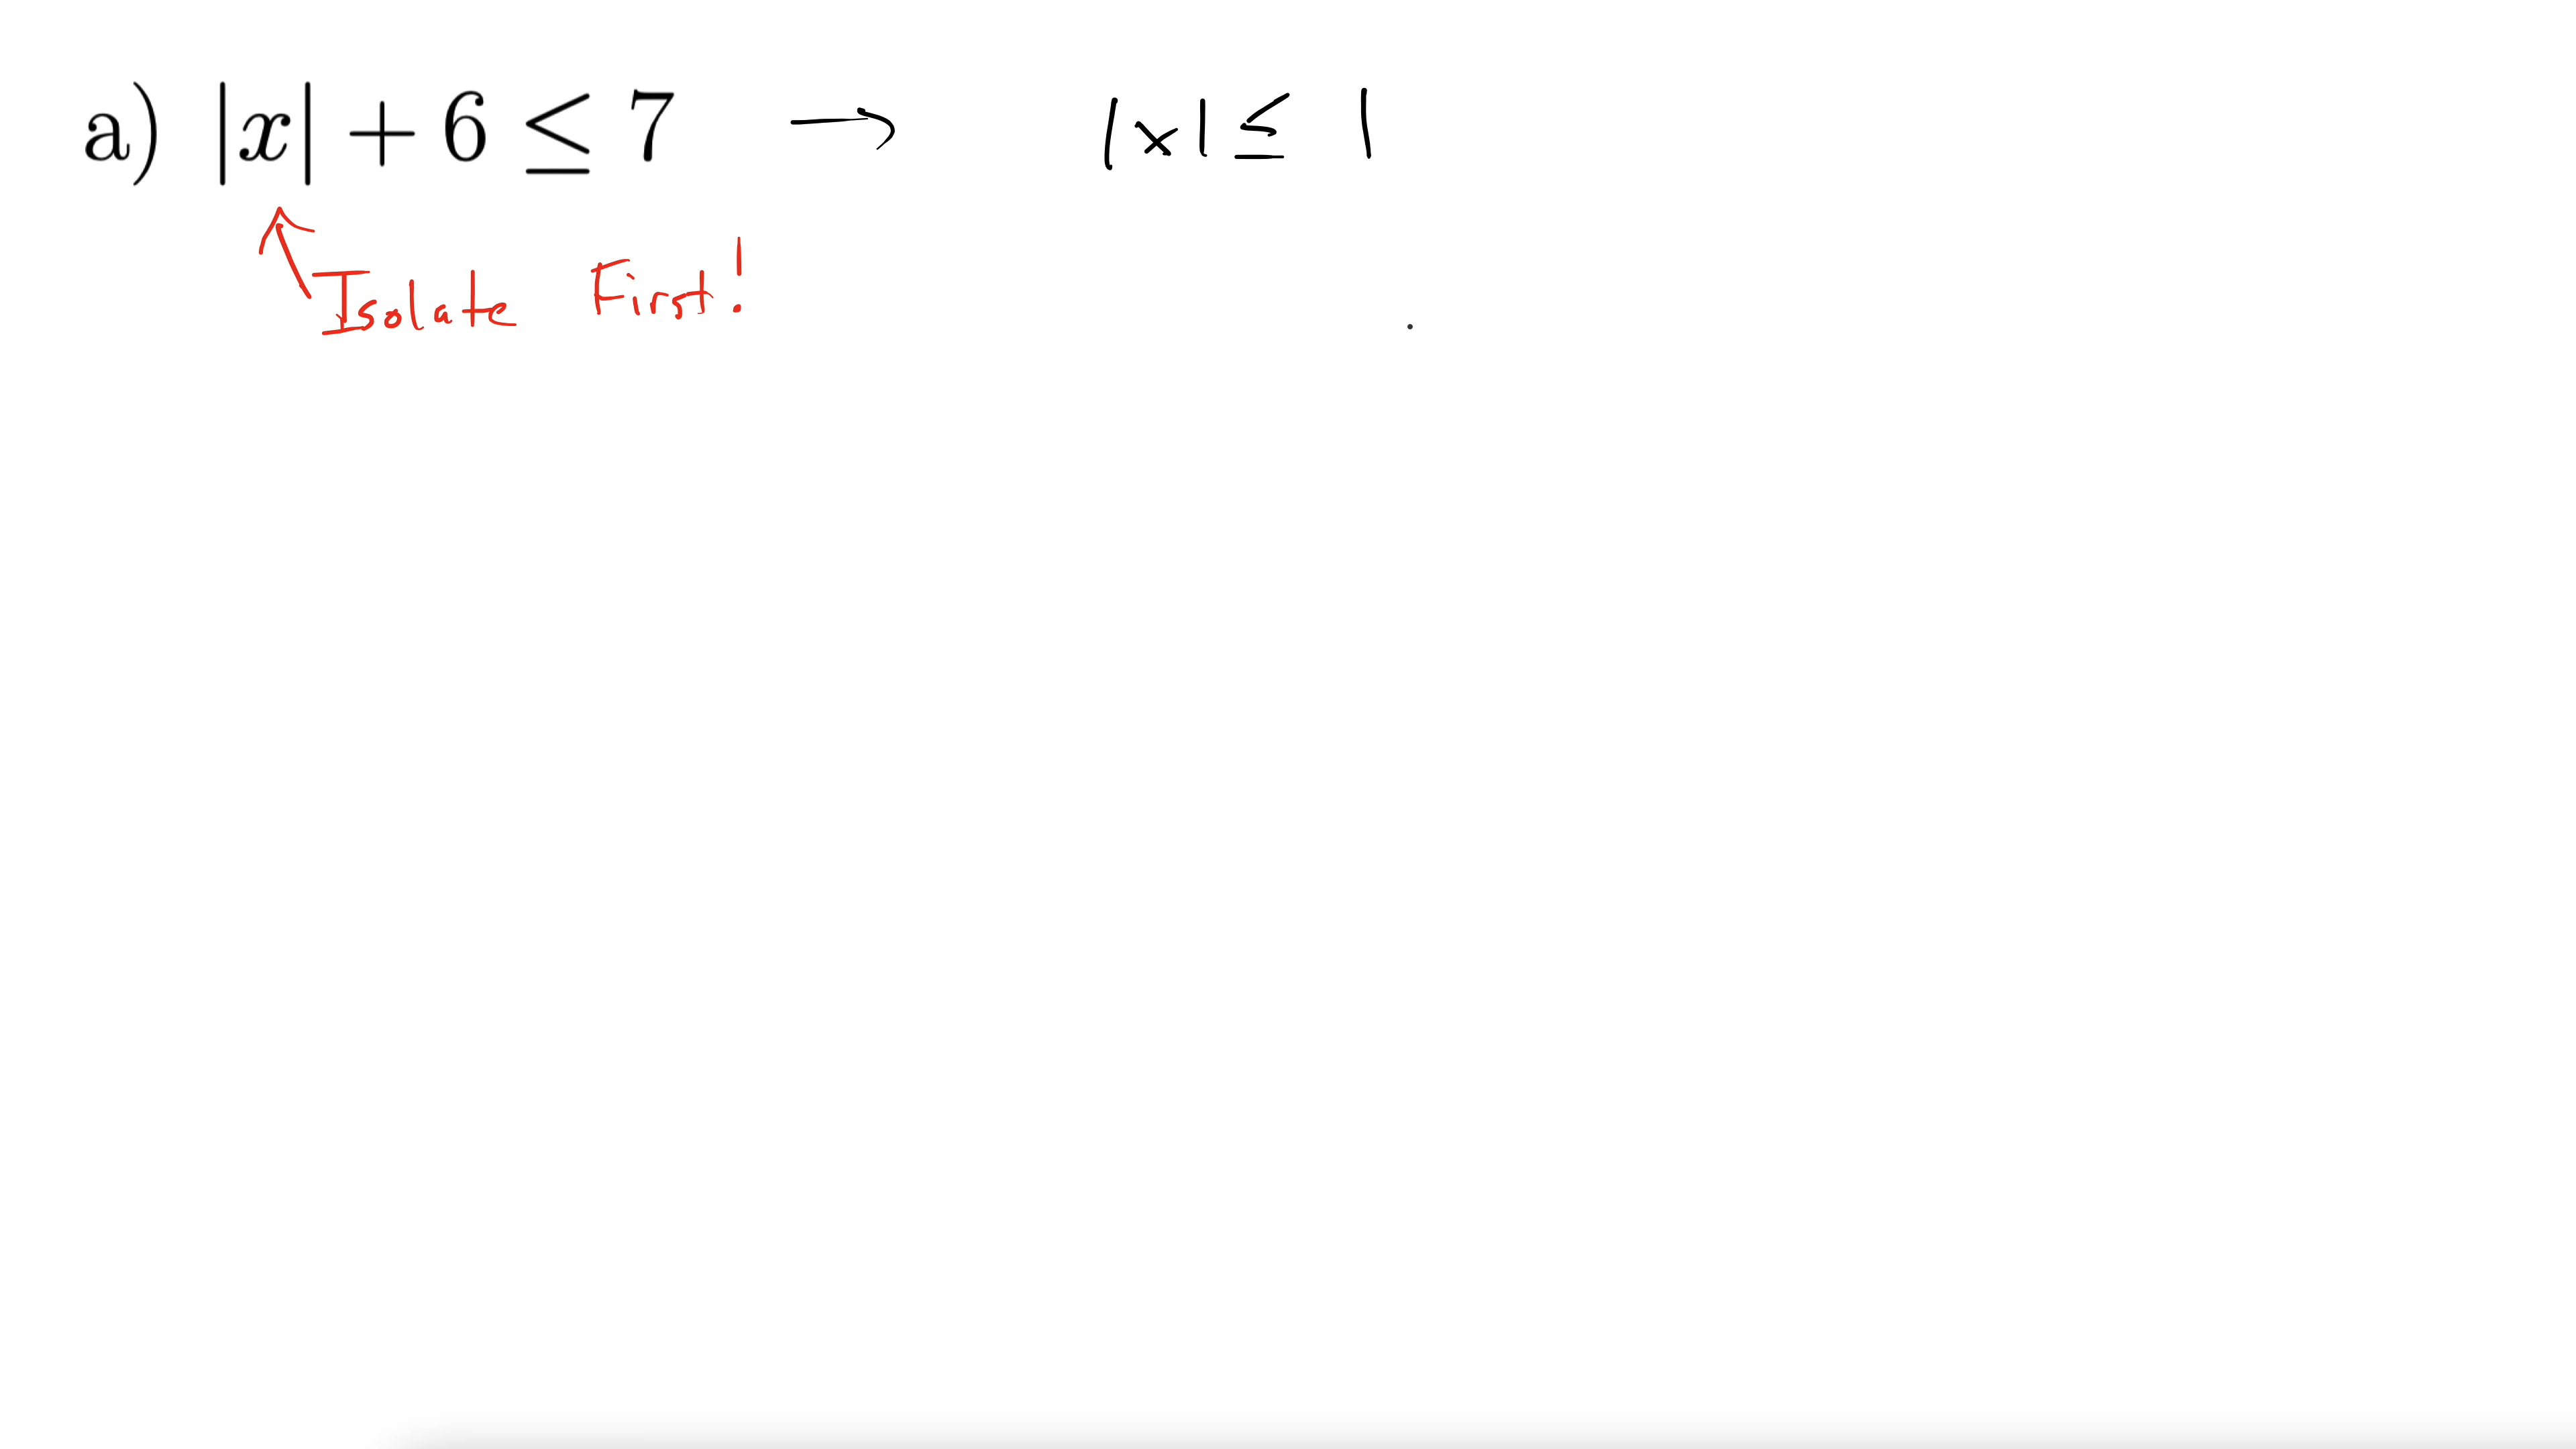 a) |x| + 6 ≤ 7 → |x| ≤ 1
Isolate First!